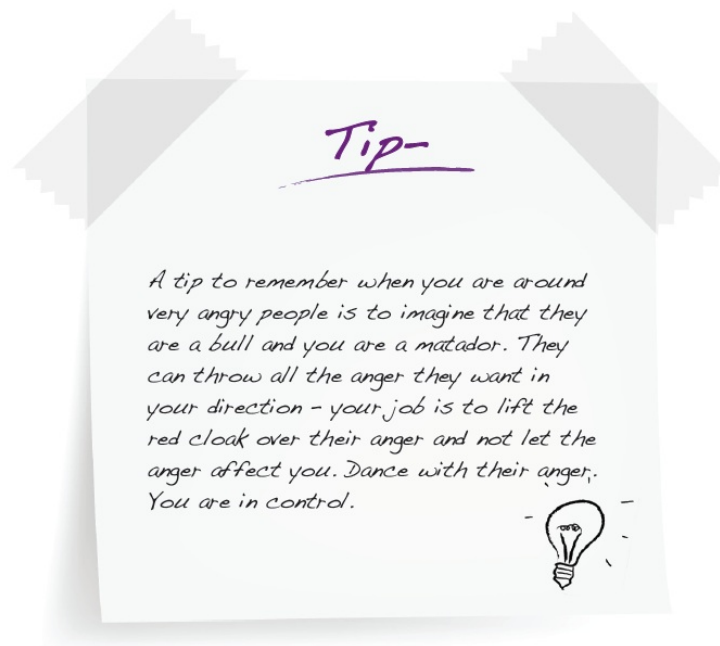 Tip-
A tip to remember when you are around
very angry people is to imagine that they
are a bull and you are a matador. They
can throw all the anger they want in
your direction - your job is to lift the
red cloak over their anger and not let the
anger affect you. Dance with their anger.
You are in control.